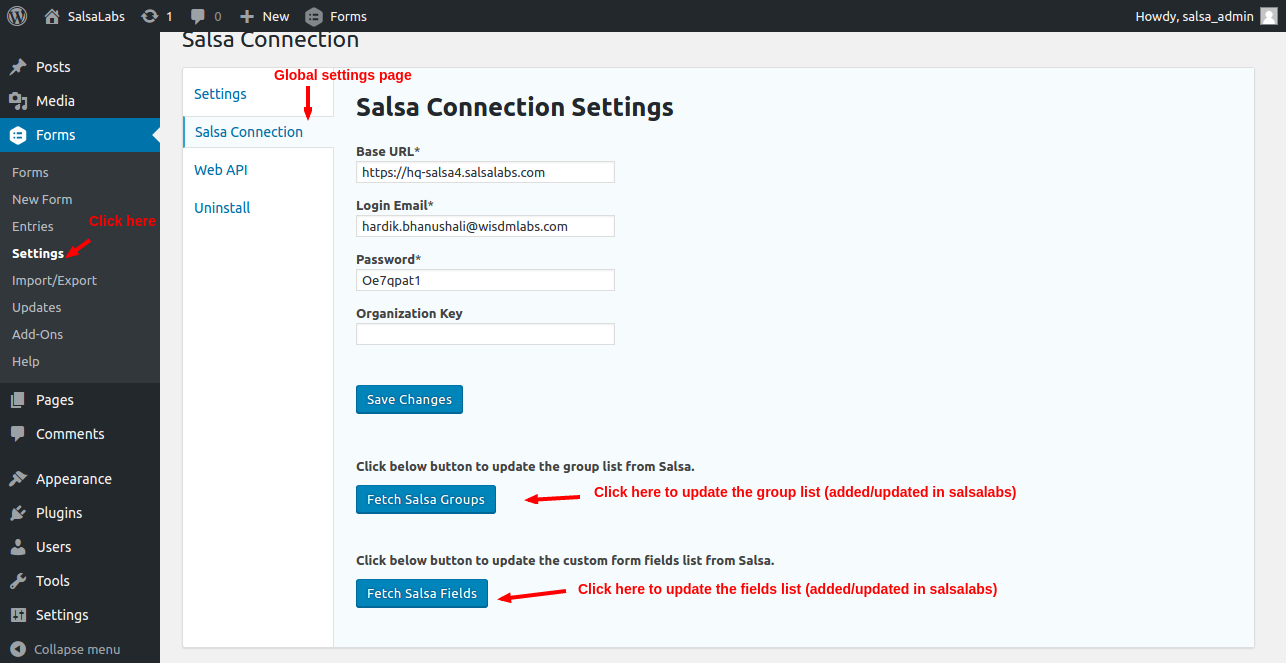 SalsaLabs 1 0 New Forms Howdy, salsa_admin
Salsa Connection
Posts
Media
Forms
Forms
New Form
Entries
Click here
Settings
Import/Export
Updates
Add-Ons
Help
Pages
Comments
Appearance
Plugins
Users
Tools
Settings
Collapse menu
Global settings page
Settings
Salsa Connection
Web API
Uninstall
Salsa Connection Settings
Base URL*
https://hq-salsa4.salsalabs.com
Login Email*
hardik.bhanushali@wisdmlabs.com
Password*
Oe7qpat1
Organization Key
Save Changes
Click below button to update the group list from Salsa.
Fetch Salsa Groups
Click here to update the group list (added/updated in salsalabs)
Click below button to update the custom form fields list from Salsa.
Fetch Salsa Fields
Click here to update the fields list (added/updated in salsalabs)